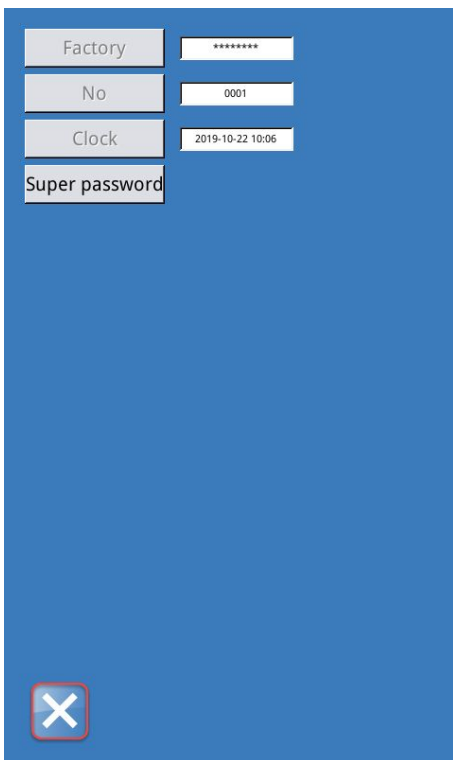 Factory ********
No 0001
Clock 2019-10-22 10:06
Super password